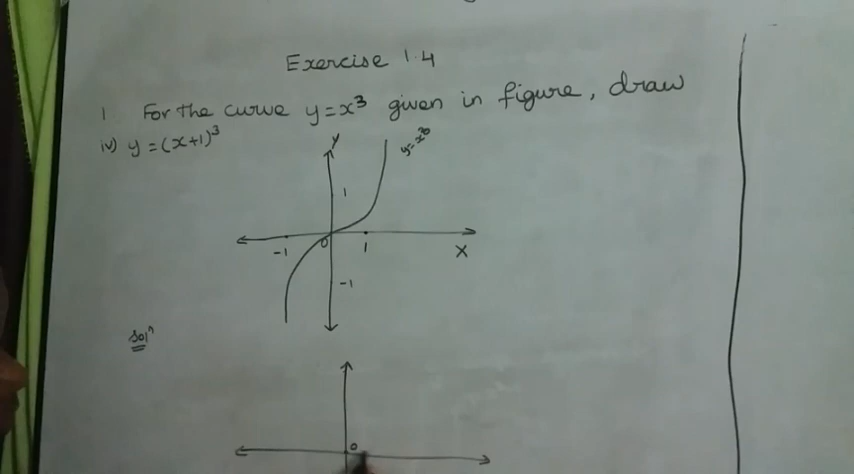 Exercise 1.4
1 For the curve y=x³ given in figure, draw
iv) y=(x+1)³
Y
y=x³
1
-1 0 1
X
-1
Solⁿ
0